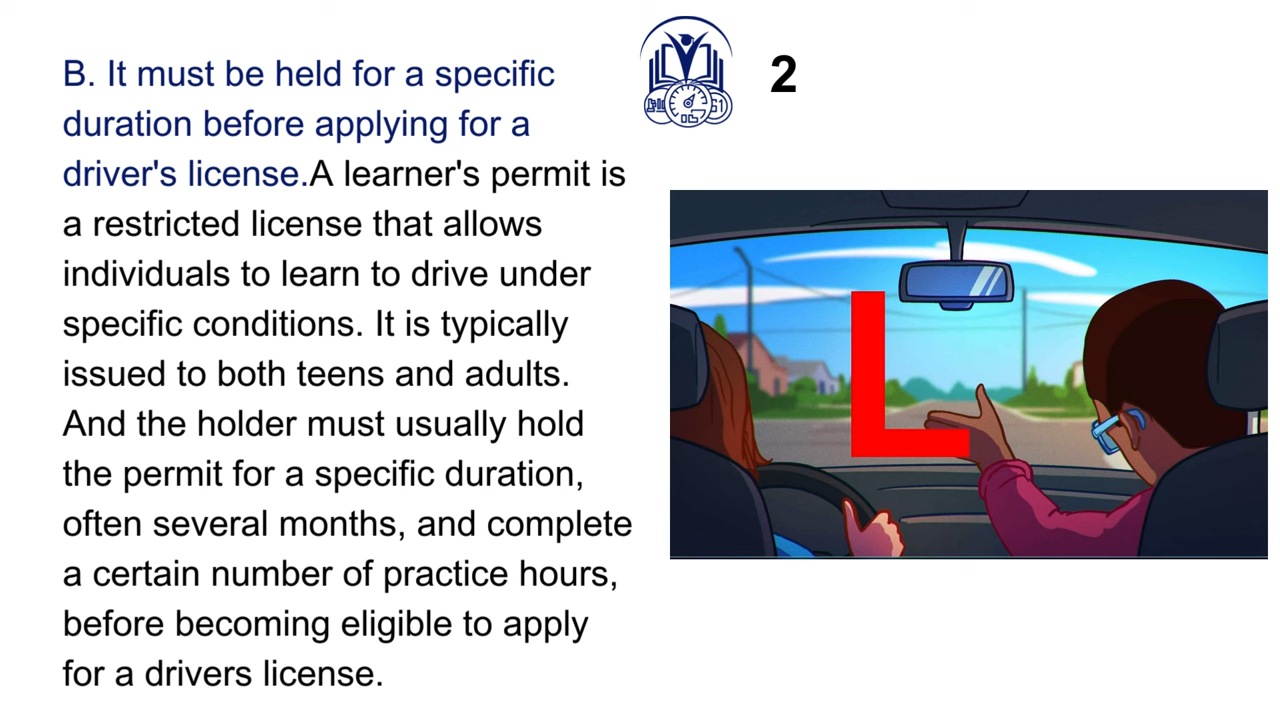 B. It must be held for a specific
duration before applying for a
driver's license.A learner's permit is
a restricted license that allows
individuals to learn to drive under
specific conditions. It is typically
issued to both teens and adults.
And the holder must usually hold
the permit for a specific duration,
often several months, and complete
a certain number of practice hours,
before becoming eligible to apply
for a drivers license.
2
L